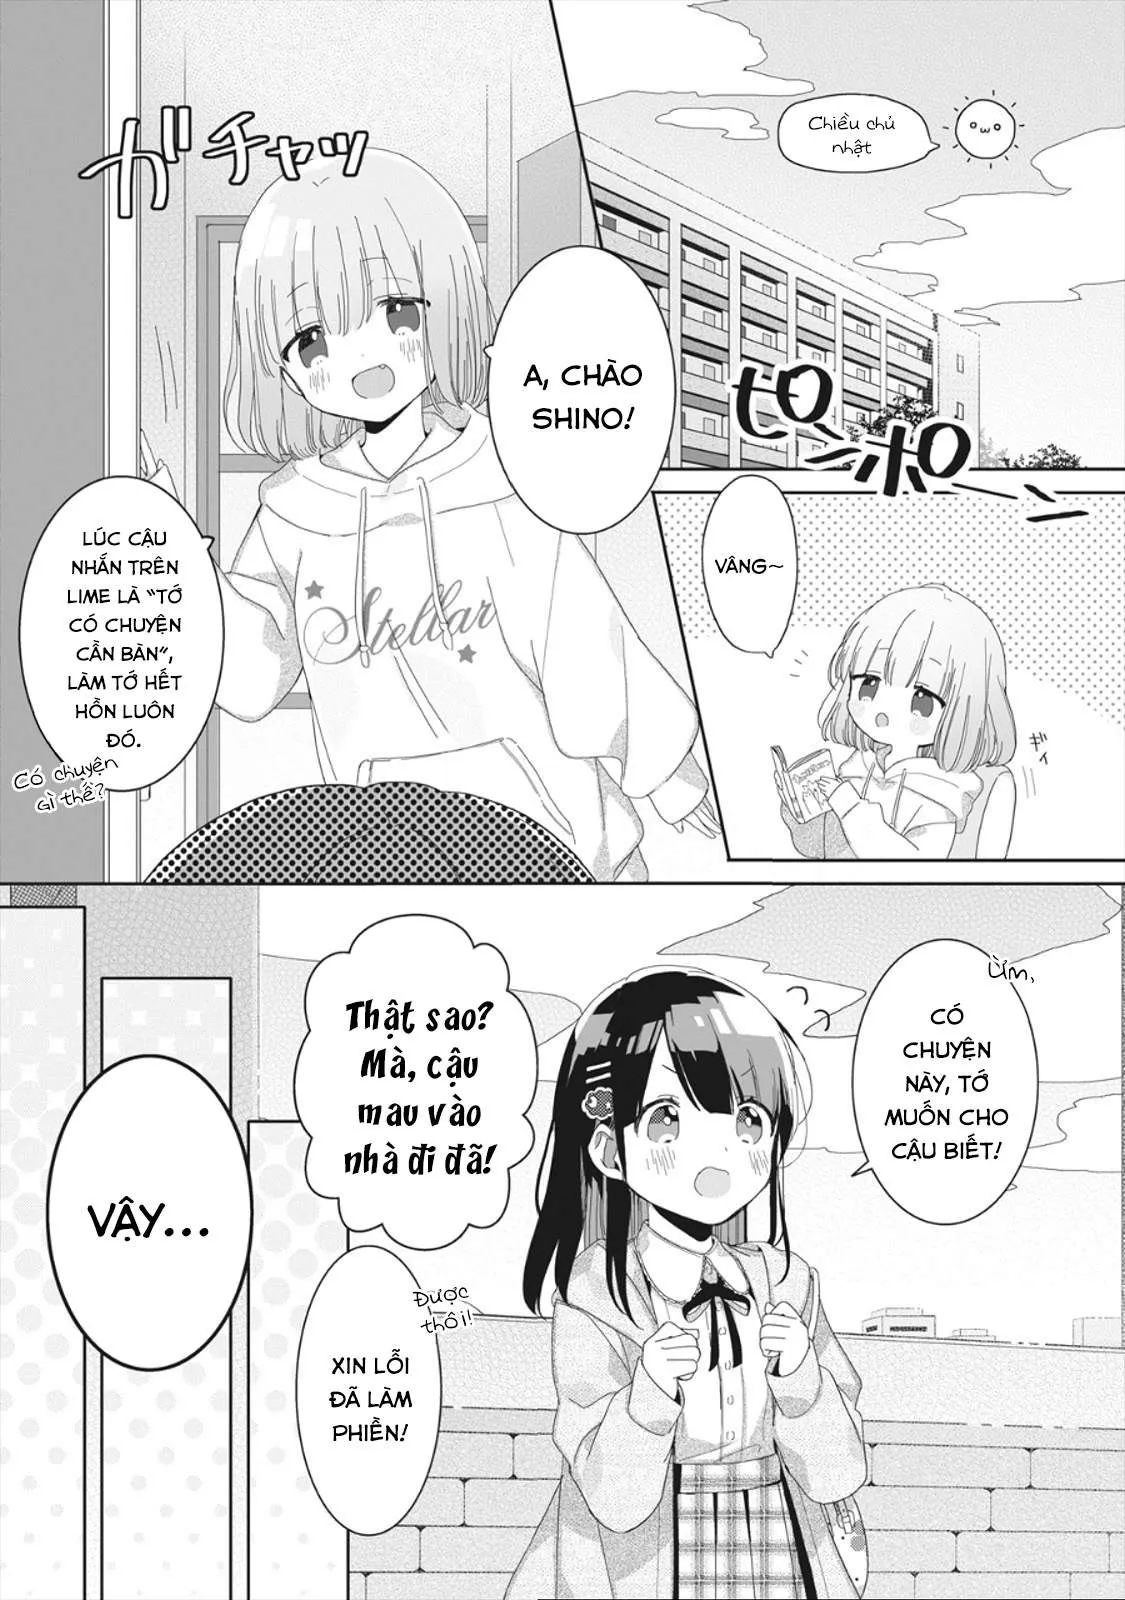 Chiều chủ
nhật
ピンポーン
VÂNG~
ギィ
ガチャッ
A, CHÀO
SHINO!
Stellar
LÚC CẬU
NHẮN TRÊN
LIME LÀ “TỚ
CÓ CHUYỆN
CẦN BÀN”,
LÀM TỚ HẾT
HỒN LUÔN
ĐÓ.
Có chuyện
gì thế?
Ừm,
CÓ
CHUYỆN
NÀY, TỚ
MUỐN CHO
CẬU BIẾT!
Thật sao?
Mà, cậu
mau vào
nhà đi đã!
Được
thôi!
XIN LỖI
ĐÃ LÀM
PHIỀN!
VẬY...